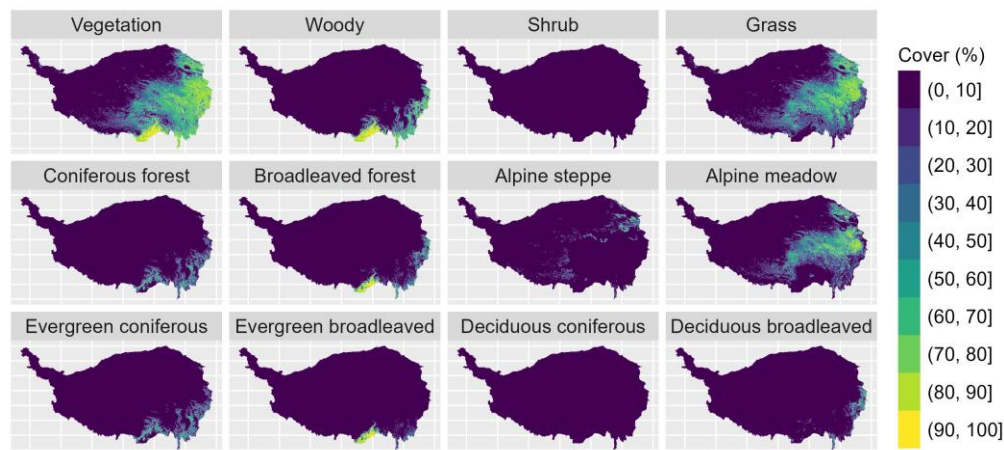 Vegetation
Woody
Shrub
Grass
Coniferous forest
Broadleaved forest
Alpine steppe
Alpine meadow
Evergreen coniferous
Evergreen broadleaved
Deciduous coniferous
Deciduous broadleaved
Cover (%)
(0, 10]
(10, 20]
(20, 30]
(30, 40]
(40, 50]
(50, 60]
(60, 70]
(70, 80]
(80, 90]
(90, 100]